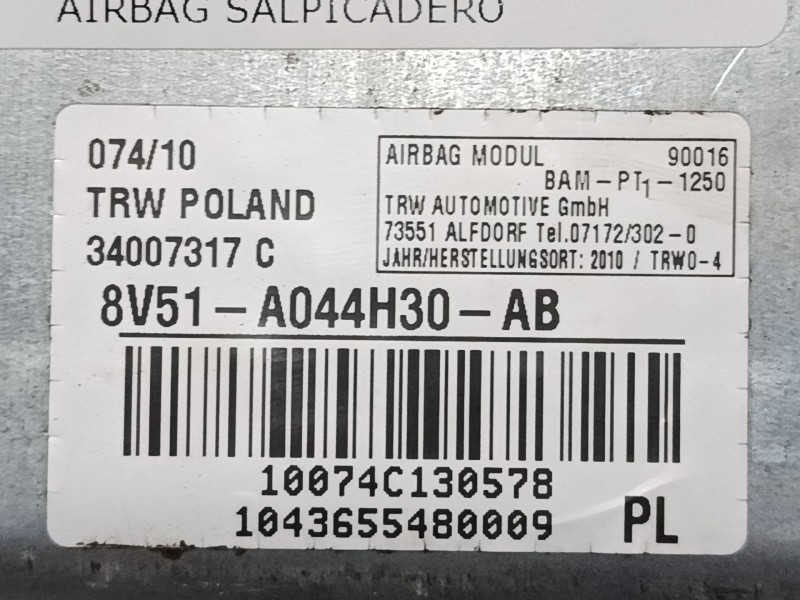 AIRBAG SALPICADERO
074/10
TRW POLAND
34007317 C
AIRBAG MODUL 90016
BAM-PT1-1250
TRW AUTOMOTIVE GmbH
73551 ALFDORF Tel.07172/302-0
JAHR/HERSTELLUNGSORT: 2010 / TRWO-4
8V51-A044H30-AB
10074C130578
1043655480009
PL